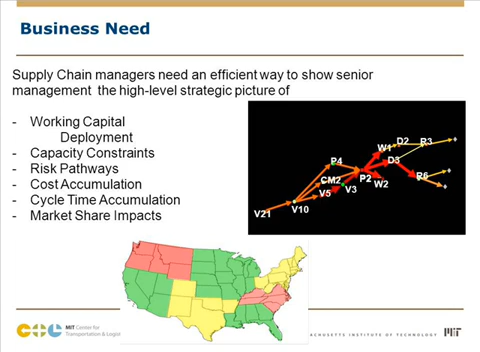 Business Need
Supply Chain managers need an efficient way to show senior
management the high-level strategic picture of
- Working Capital
Deployment
- Capacity Constraints
- Risk Pathways
- Cost Accumulation
- Cycle Time Accumulation
- Market Share Impacts
D2
R3
W1
P4
D3
CM2
P2
W2
R6
V5
V3
V10
V21
MIT Center for
Transportation & Logist
ACHUSETTS INSTITUTE OF TECHNOLOGY